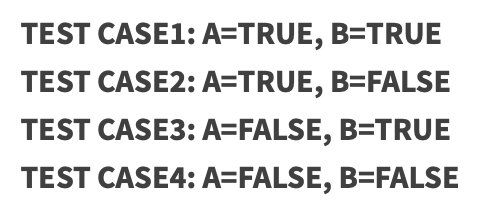 TEST CASE1: A=TRUE, B=TRUE
TEST CASE2: A=TRUE, B=FALSE
TEST CASE3: A=FALSE, B=TRUE
TEST CASE4: A=FALSE, B=FALSE